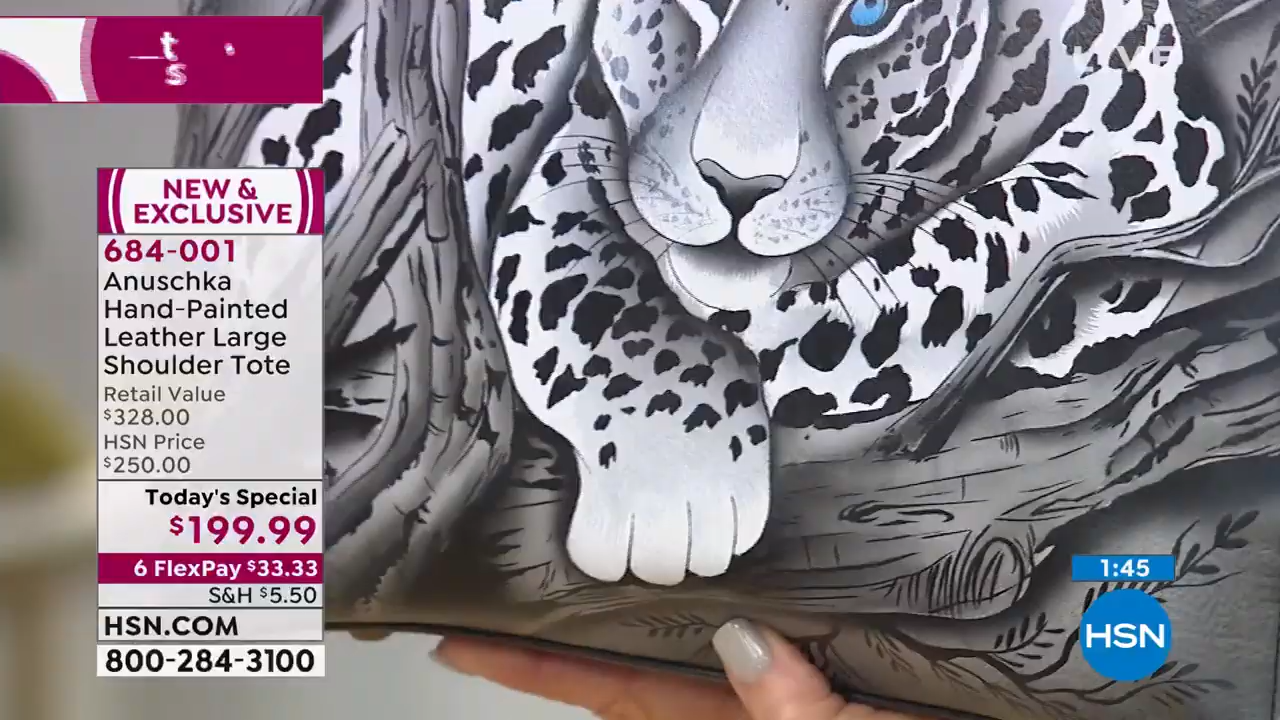 t
s
LIVE
NEW &
EXCLUSIVE
684-001
Anuschka
Hand-Painted
Leather Large
Shoulder Tote
Retail Value
$328.00
HSN Price
$250.00
Today's Special
$199.99
6 FlexPay $33.33
S&H $5.50
HSN.COM
800-284-3100
1:45
HSN